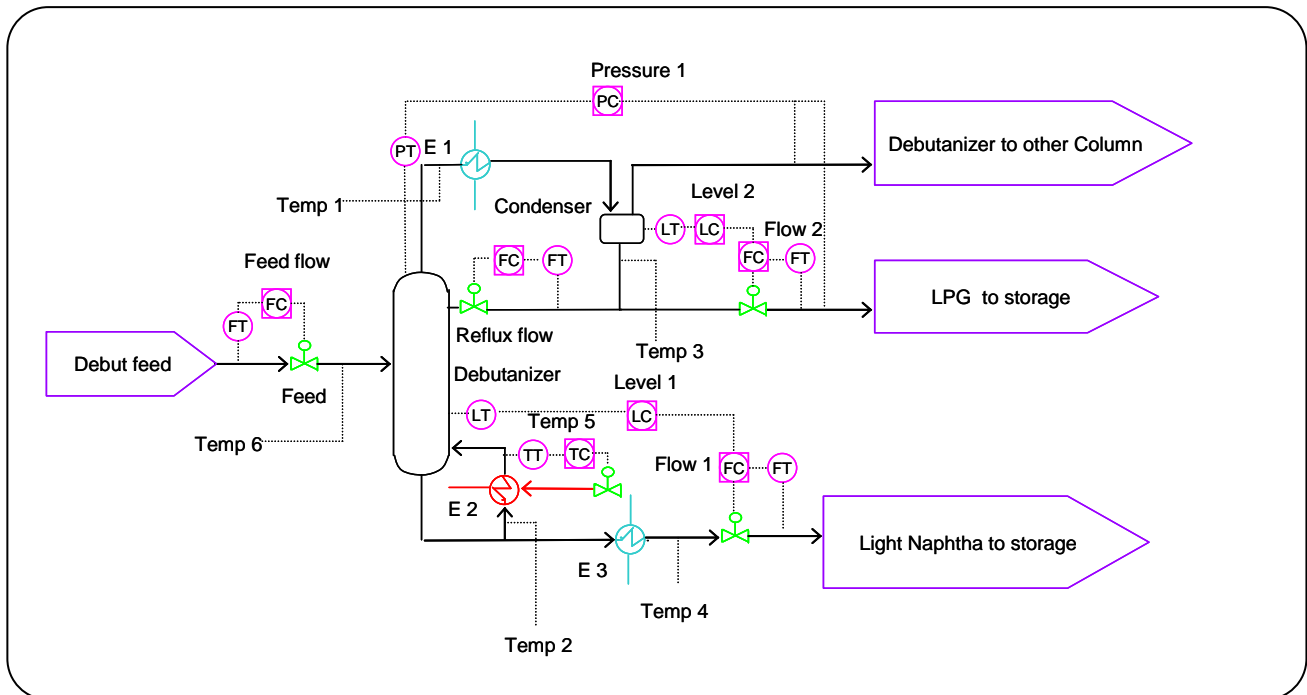 Pressure 1
PC
PT
E 1
Debutanizer to other Column
Temp 1
Condenser
Level 2
LT
LC
Flow 2
FC
FT
Feed flow
FC
FT
FC
FT
LPG to storage
Reflux flow
Temp 3
Debut feed
Feed
Debutanizer
Level 1
Temp 6
LT
Temp 5
LC
TT
TC
Flow 1
FC
FT
E 2
Light Naphtha to storage
E 3
Temp 4
Temp 2